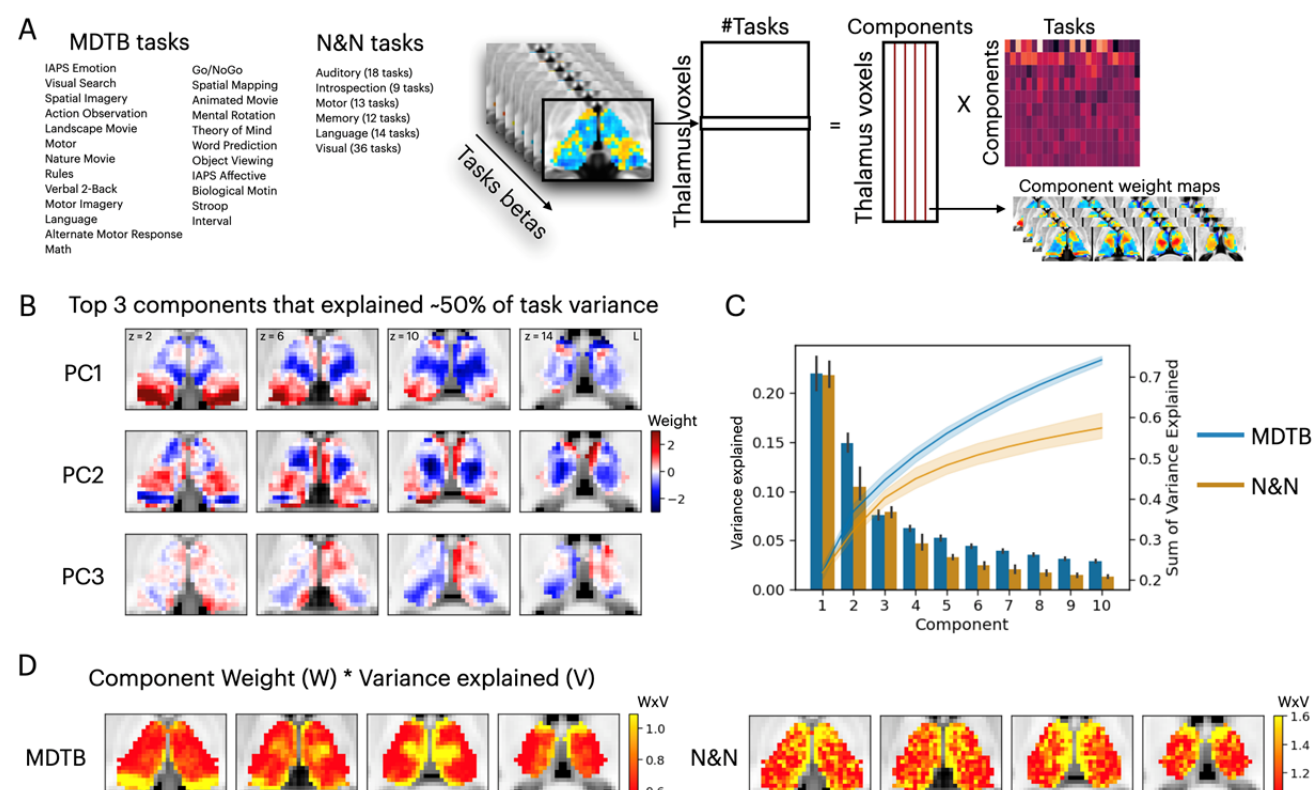 A
MDTB tasks
IAPS Emotion
Visual Search
Spatial Imagery
Action Observation
Landscape Movie
Motor
Nature Movie
Rules
Verbal 2-Back
Motor Imagery
Language
Alternate Motor Response
Math
Go/NoGo
Spatial Mapping
Animated Movie
Mental Rotation
Theory of Mind
Word Prediction
Object Viewing
IAPS Affective
Biological Motin
Stroop
Interval
N&N tasks
Auditory (18 tasks)
Introspection (9 tasks)
Motor (13 tasks)
Memory (12 tasks)
Language (14 tasks)
Visual (36 tasks)
Tasks betas
#Tasks
Thalamus voxels
=
Components
Thalamus voxels
X
Tasks
Components
Component weight maps
B
Top 3 components that explained ~50% of task variance
z = 2
z = 6
z = 10
z = 14
L
PC1
PC2
PC3
Weight
2
0
−2
C
Variance explained
0.20
0.15
0.10
0.05
0.00
1 2 3 4 5 6 7 8 9 10
Component
0.7
0.6
0.5
0.4
0.3
0.2
Sum of Variance Explained
MDTB
N&N
D
Component Weight (W) * Variance explained (V)
MDTB
WxV
1.0
0.8
N&N
WxV
1.6
1.4
1.2